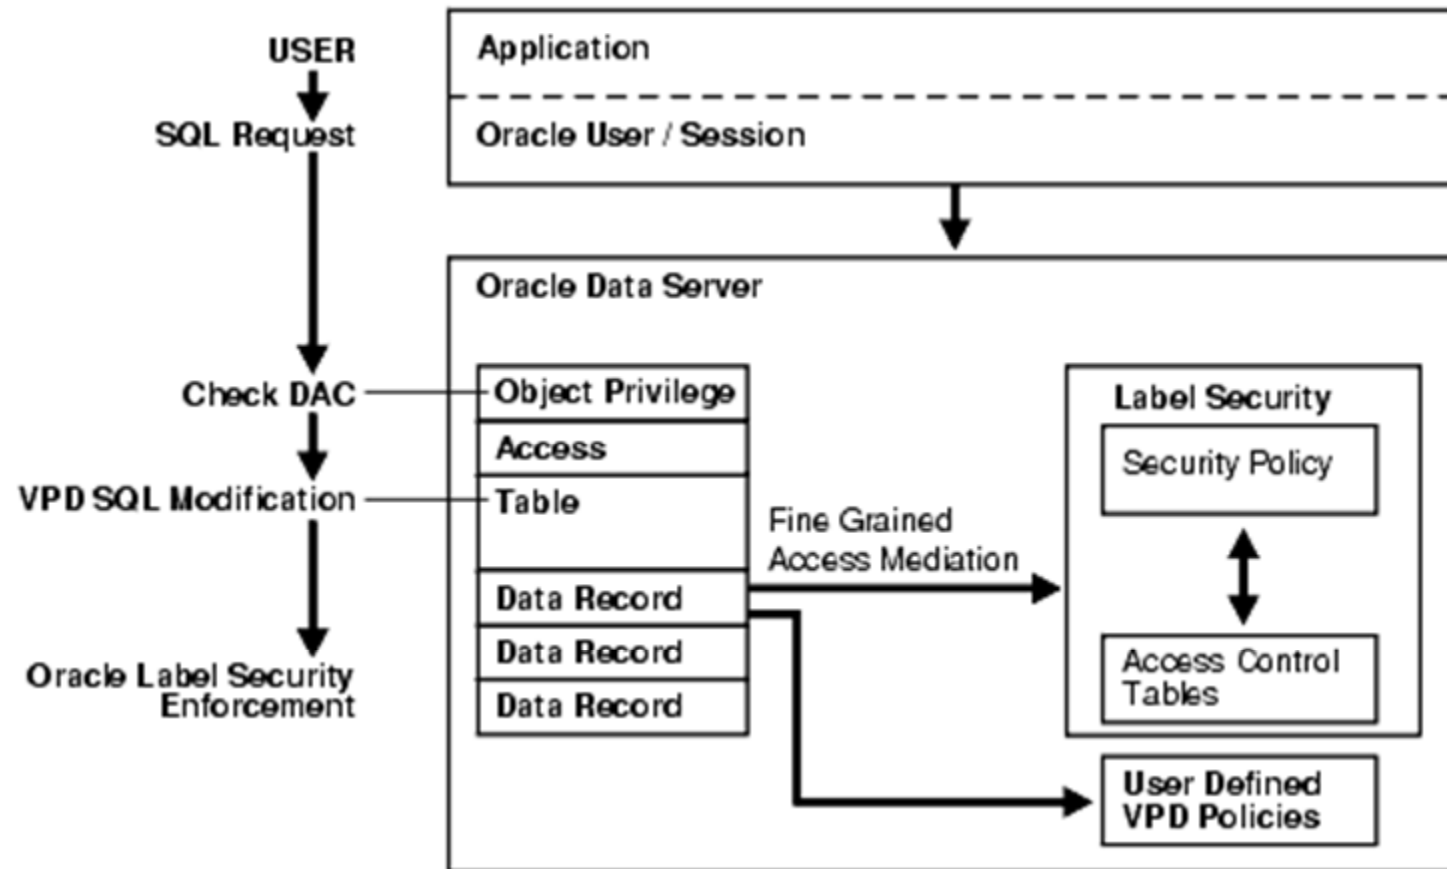 USER
SQL Request
Check DAC
VPD SQL Modification
Oracle Label Security
Enforcement
Application
Oracle User / Session
Oracle Data Server
Object Privilege
Access
Table
Data Record
Data Record
Data Record
Fine Grained
Access Mediation
Label Security
Security Policy
Access Control
Tables
User Defined
VPD Policies